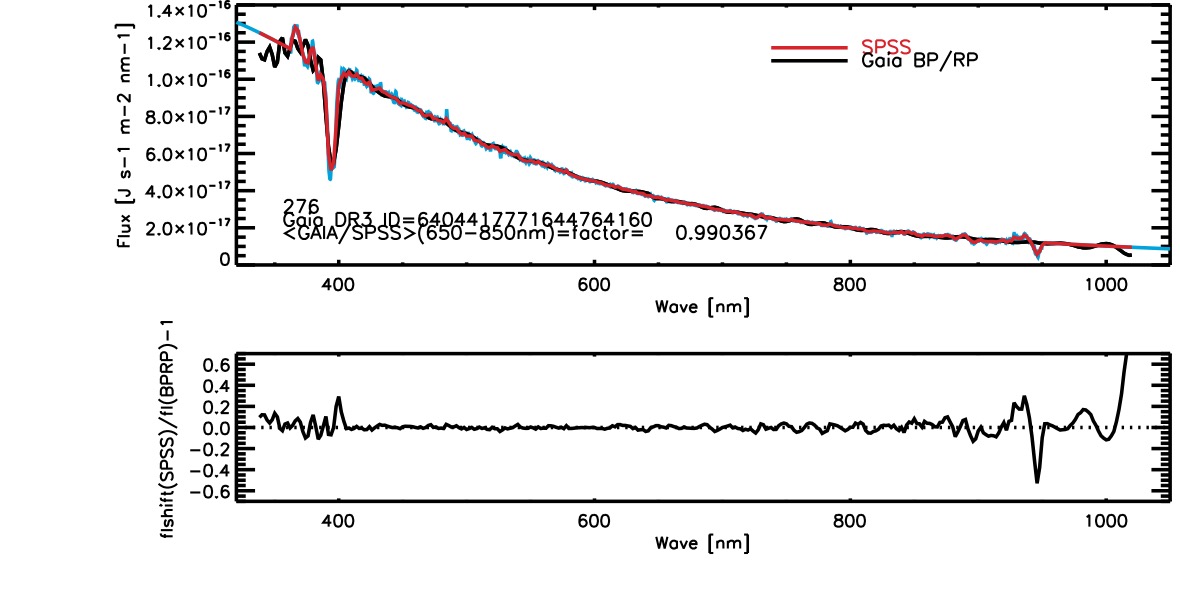 1.4×10−16
1.2×10−16
1.0×10−16
8.0×10−17
6.0×10−17
4.0×10−17
2.0×10−17
0
Flux [J s−1 m−2 nm−1]
SPSS
Gaia BP/RP
276
Gaia DR3 ID=6404417771644764160
<GAIA/SPSS>(650−850nm)=factor= 0.990367
400 600 800 1000
Wave [nm]
0.6
0.4
0.2
0.0
−0.2
−0.4
−0.6
flshift(SPSS)/fl(BPRP)−1
400 600 800 1000
Wave [nm]